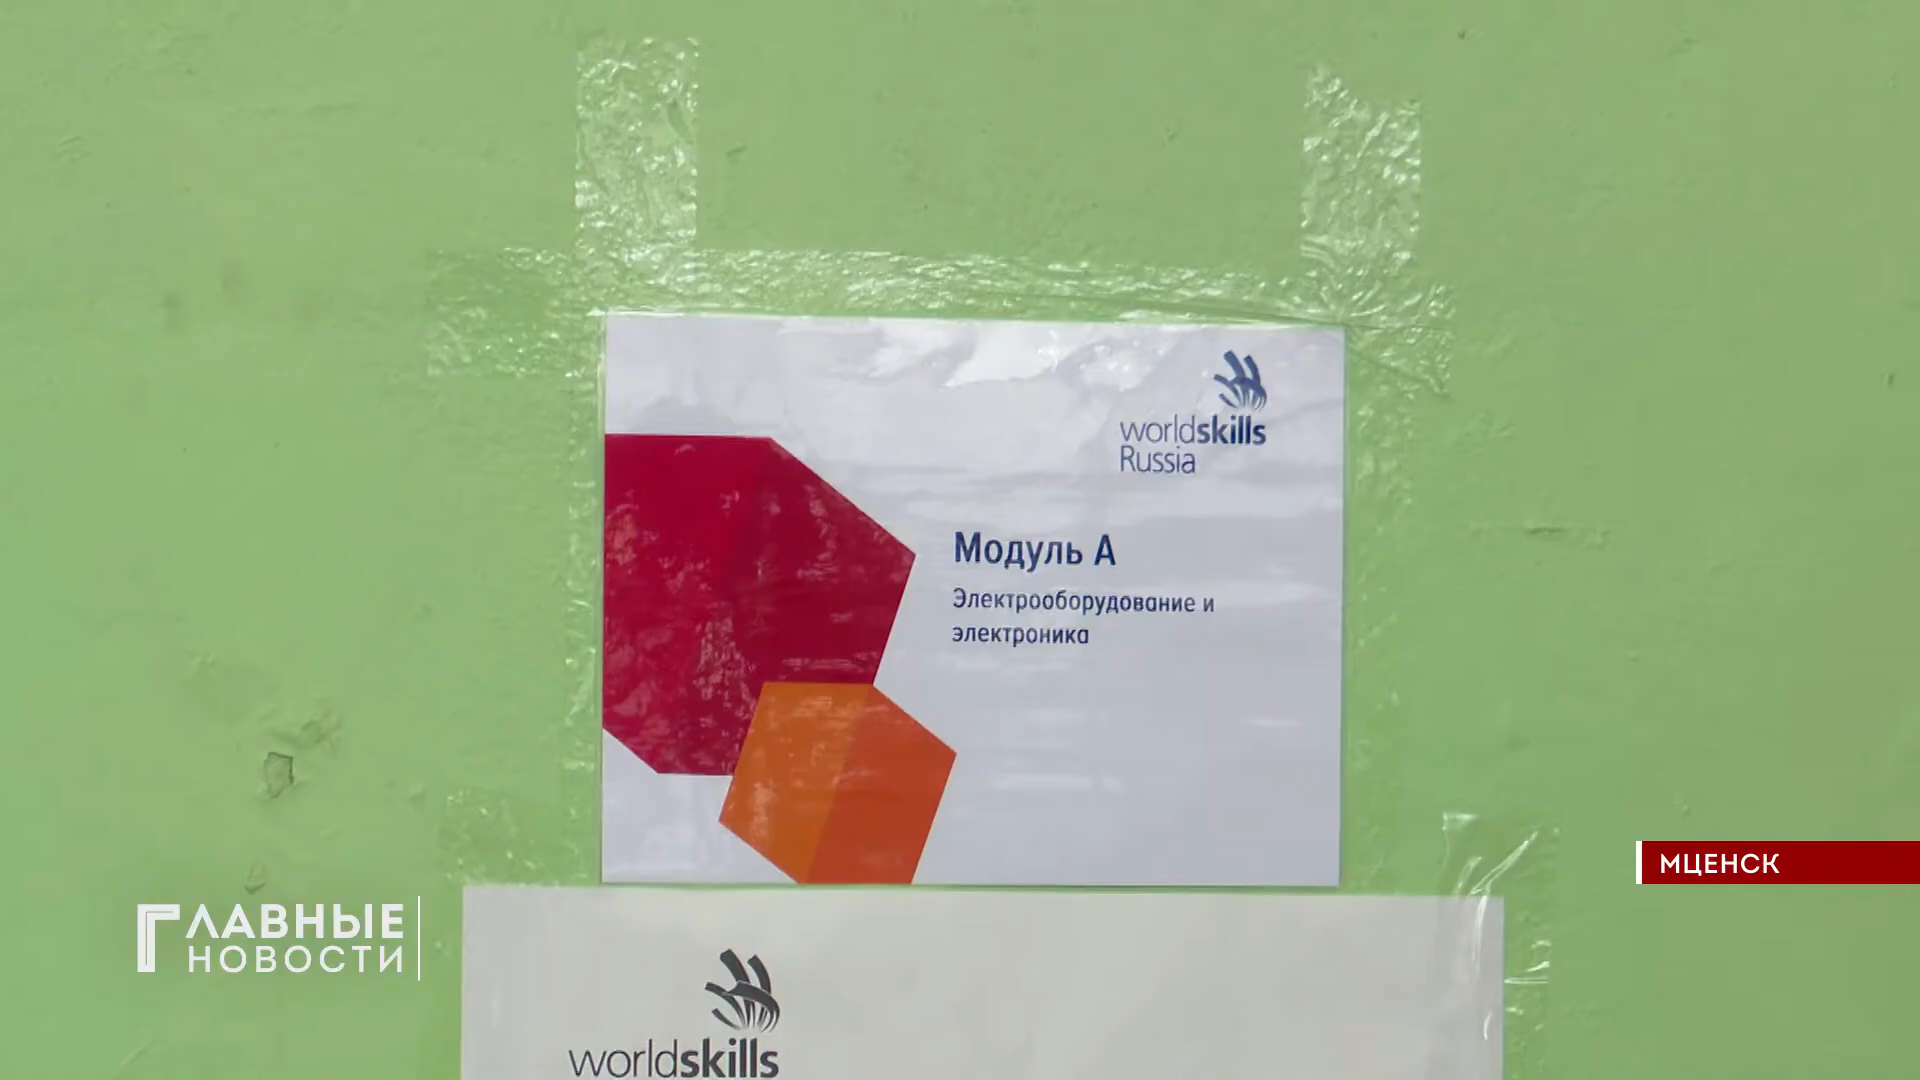 worldskills
Russia
Модуль А
Электрооборудование и
электроника
МЦЕНСК
ГЛАВНЫЕ
НОВОСТИ
worldskills